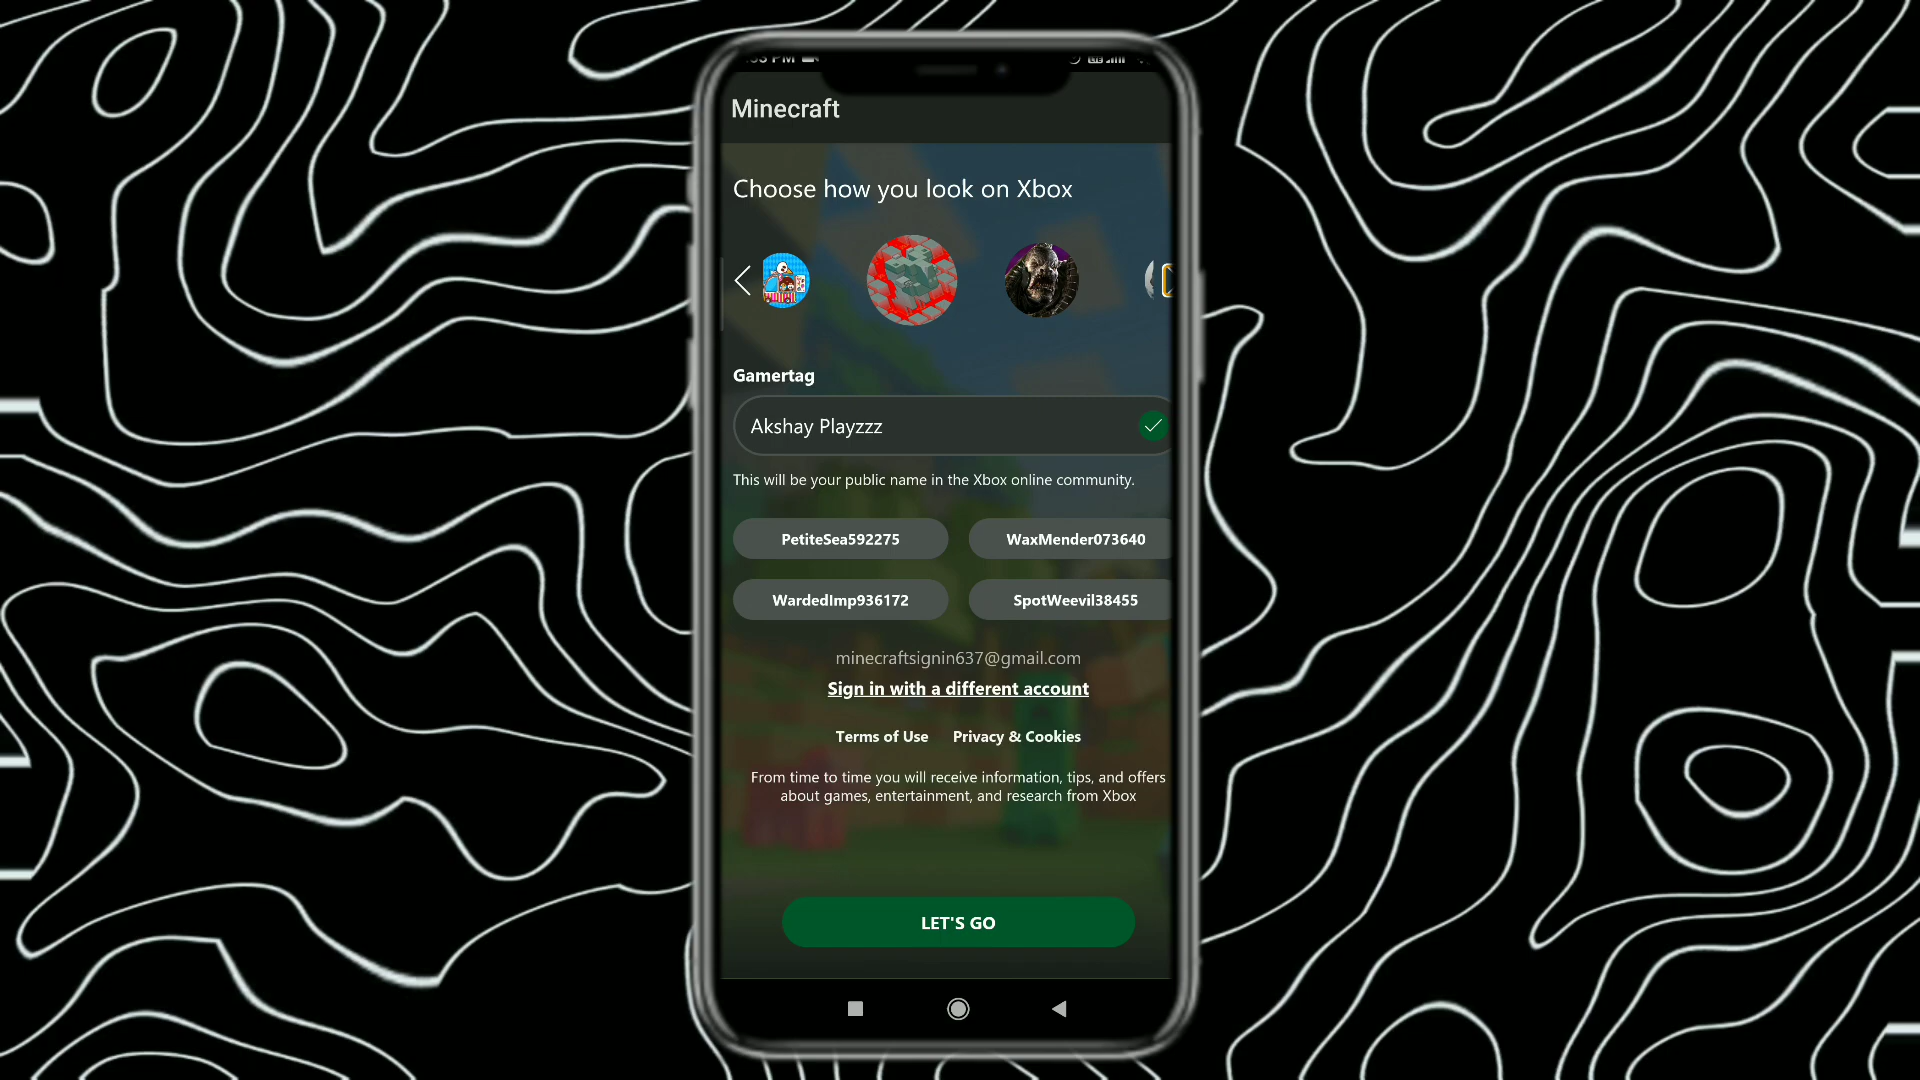 Minecraft
Choose how you look on Xbox
Gamertag
Akshay Playzzz
This will be your public name in the Xbox online community.
PetiteSea592275
WaxMender073640
WardedImp936172
SpotWeevil38455
minecraftsignin637@gmail.com
Sign in with a different account
Terms of Use
Privacy & Cookies
From time to time you will receive information, tips, and offers
about games, entertainment, and research from Xbox
LET'S GO